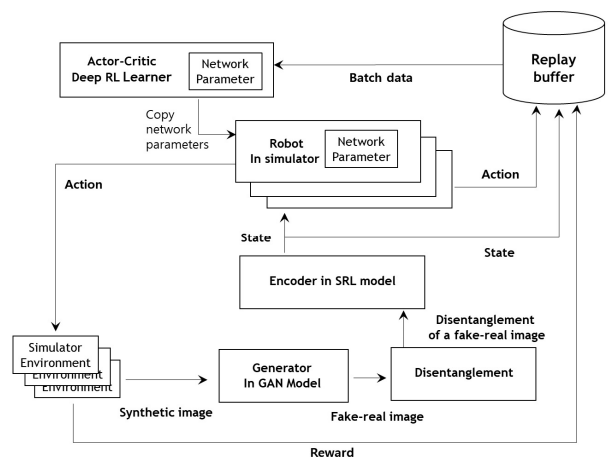 Actor-Critic
Deep RL Learner
Network
Parameter
Batch data
Replay
buffer
Copy
network
parameters
Robot
In simulator
Network
Parameter
Action
Action
State
State
Encoder in SRL model
Disentanglement
of a fake-real image
Simulator
Environment
Environment
Environment
Generator
In GAN Model
Disentanglement
Synthetic image
Fake-real image
Reward